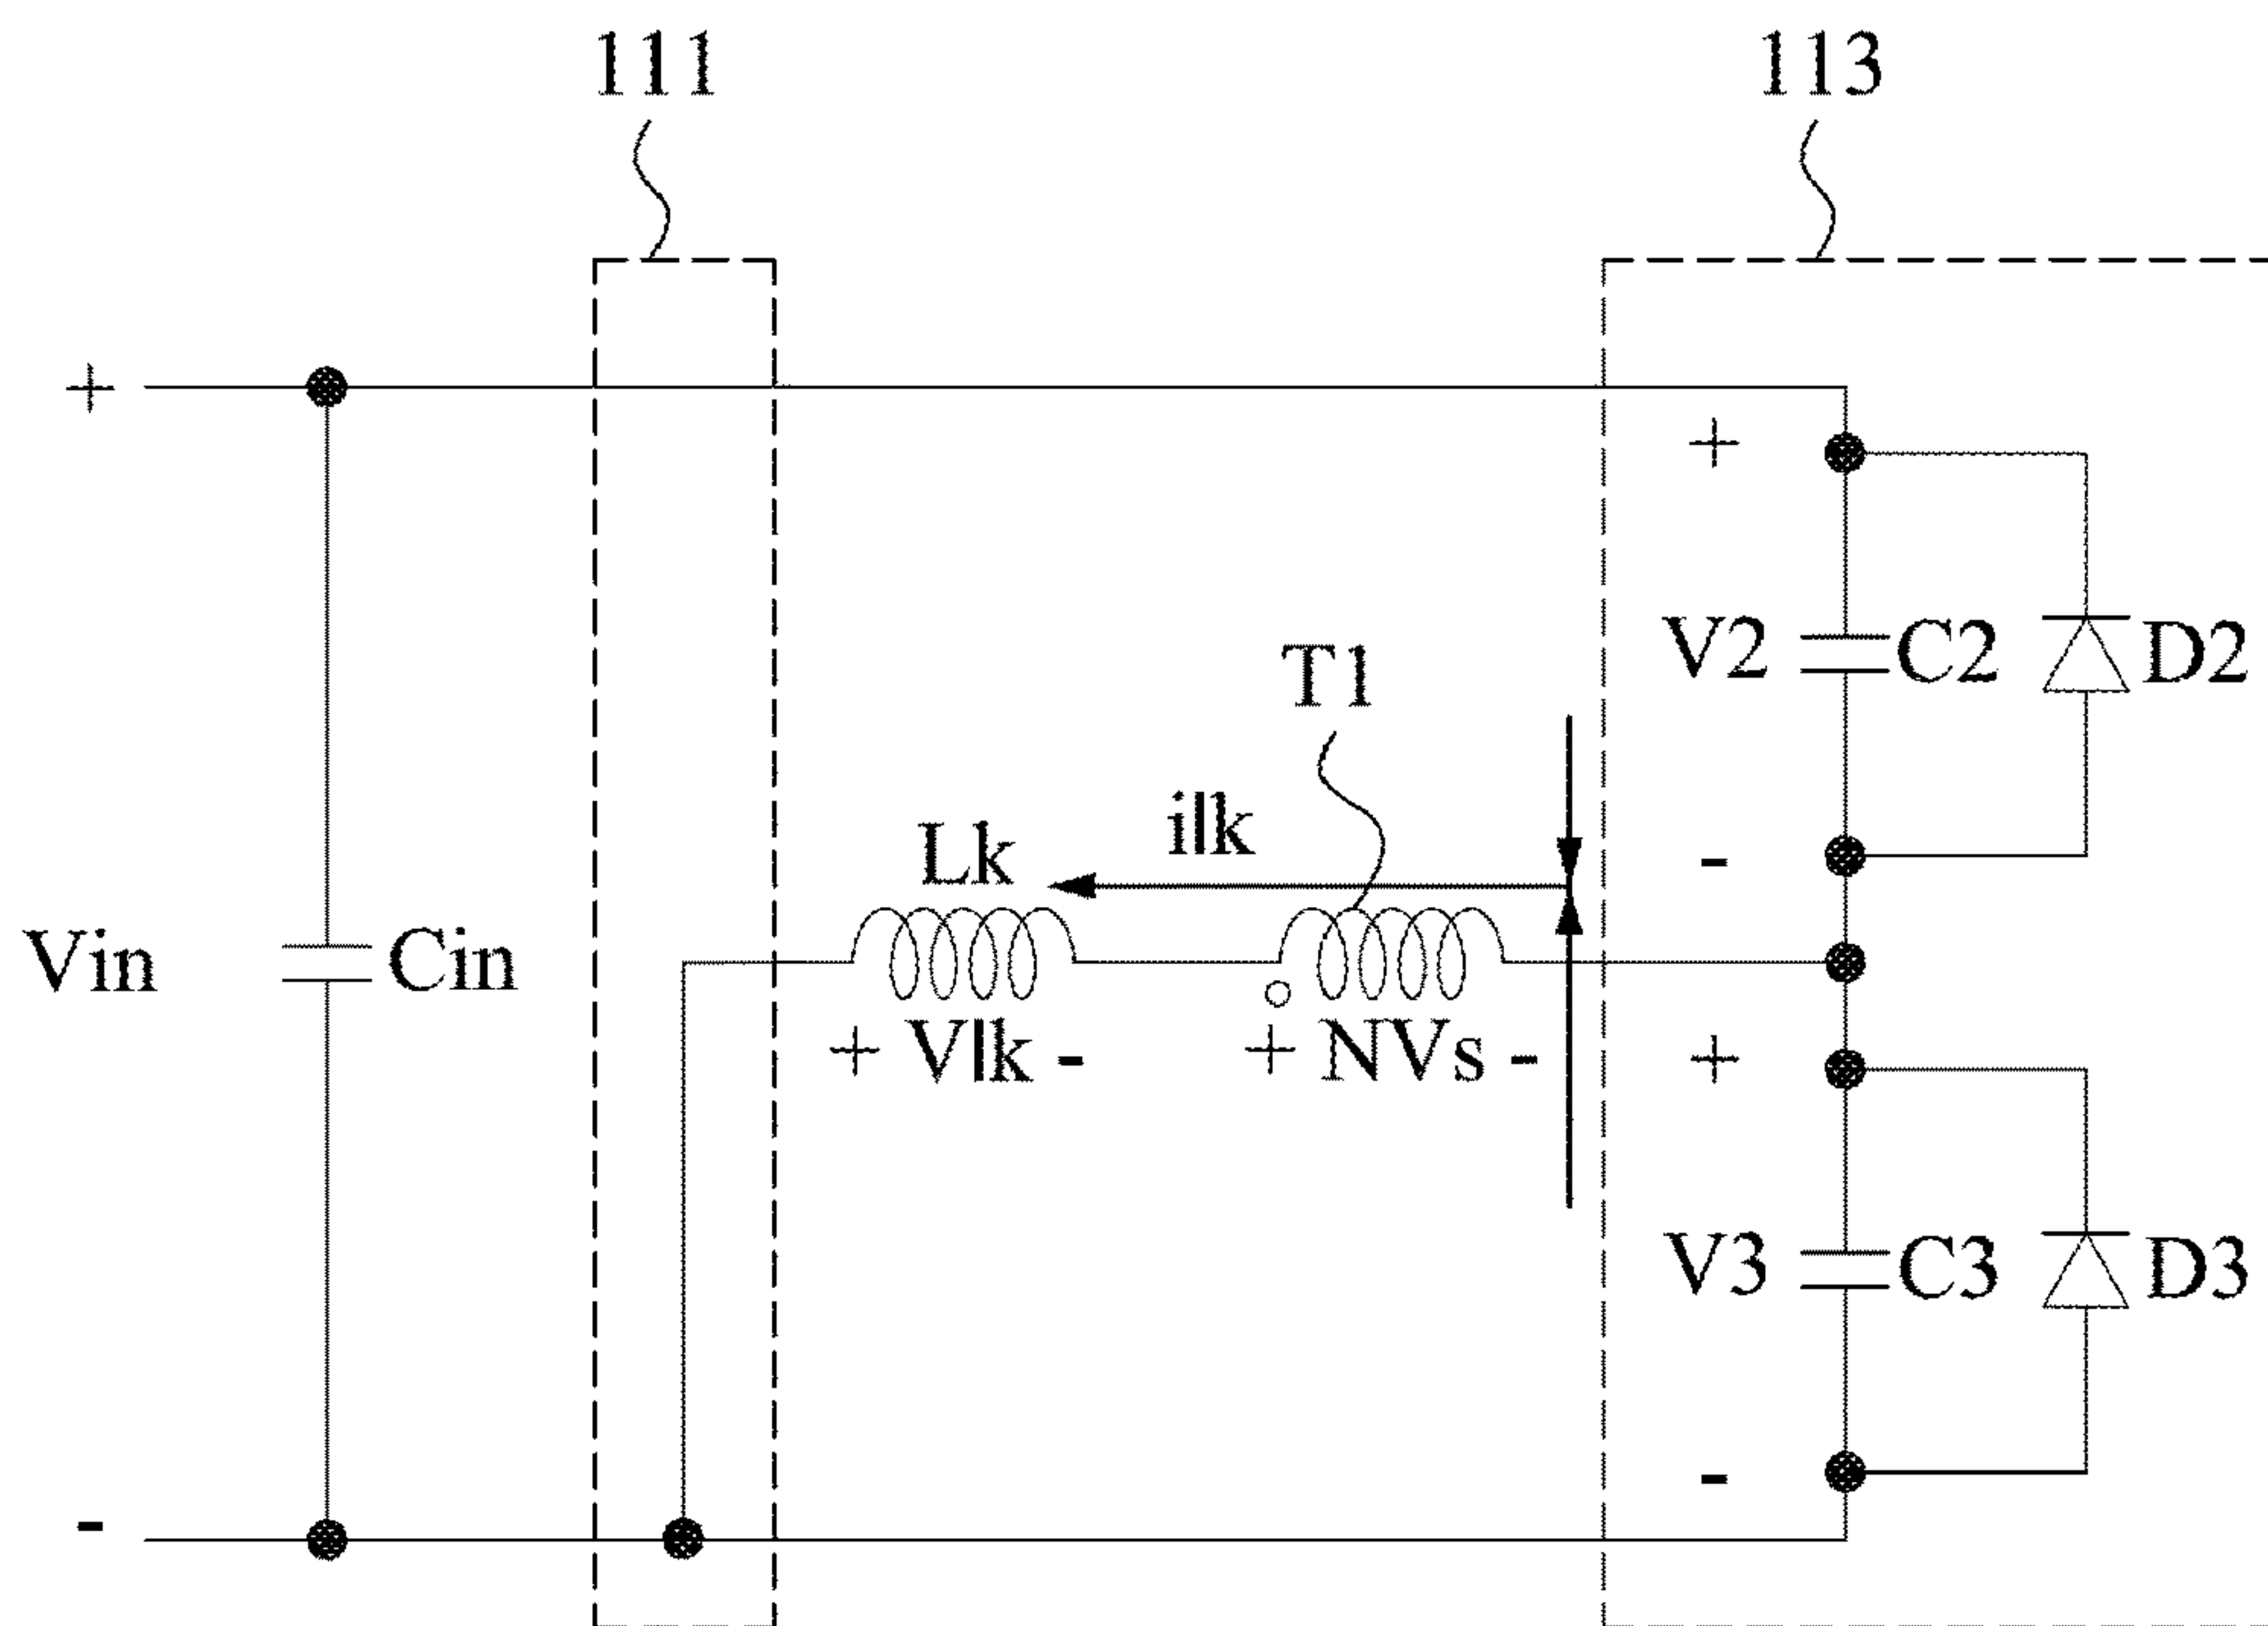 111
113
+
+
V2
C2
D2
T1
ilk
Lk
-
Vin
Cin
+ Vlk -
+ NVs -
+
V3
C3
D3
-
-